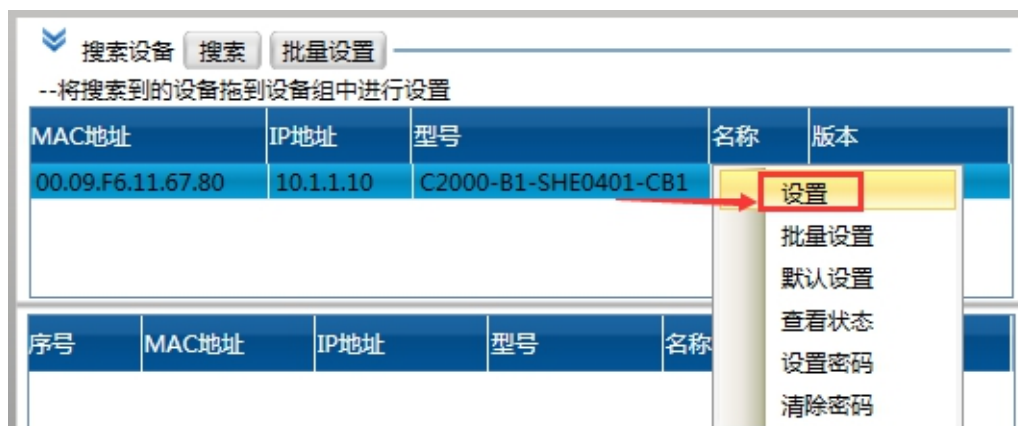 搜索设备 搜索 批量设置
--将搜索到的设备拖到设备组中进行设置
MAC地址 IP地址 型号 名称 版本
00.09.F6.11.67.80 10.1.1.10 C2000-B1-SHE0401-CB1
设置
批量设置
默认设置
查看状态
设置密码
清除密码
序号 MAC地址 IP地址 型号 名称